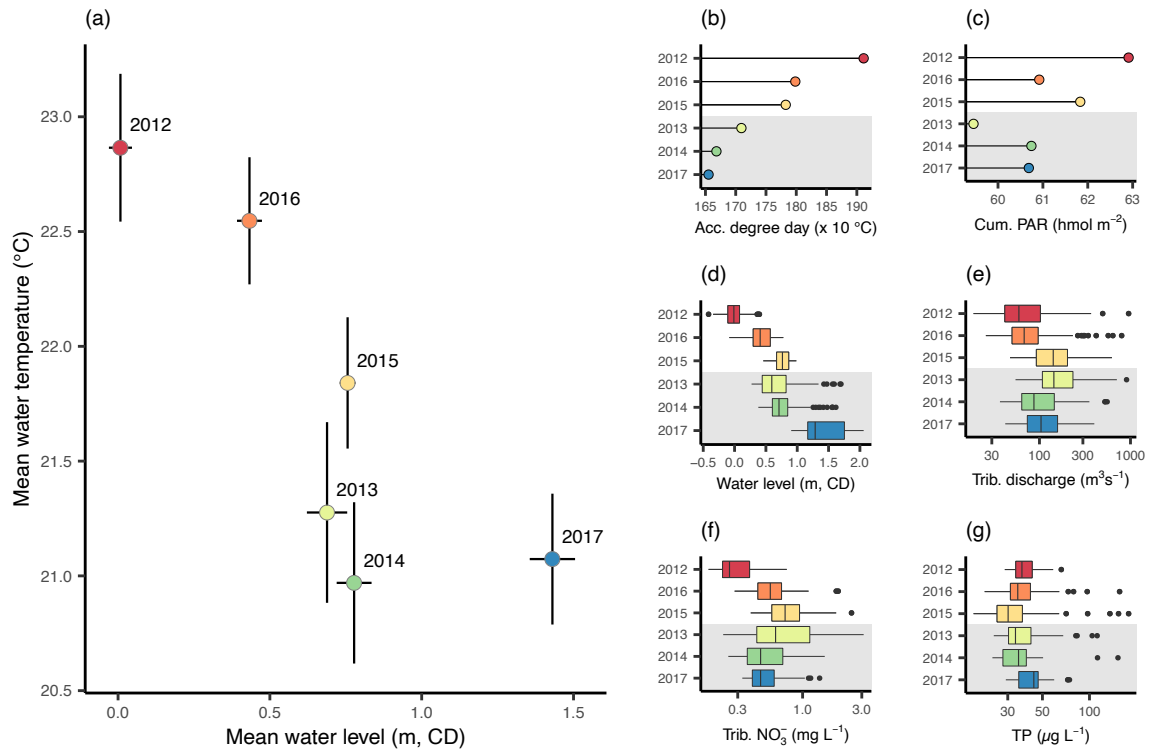 (a)
23.0
22.5
22.0
21.5
21.0
20.5
Mean water temperature (°C)
2012
2016
2015
2013
2014
2017
0.0 0.5 1.0 1.5
Mean water level (m, CD)
(b)
2012
2016
2015
2013
2014
2017
165 170 175 180 185 190
Acc. degree day (x 10 °C)
(c)
2012
2016
2015
2013
2014
2017
60 61 62 63
Cum. PAR (hmol m⁻²)
(d)
2012
2016
2015
2013
2014
2017
−0.5 0.0 0.5 1.0 1.5 2.0
Water level (m, CD)
(e)
2012
2016
2015
2013
2014
2017
30 100 300 1000
Trib. discharge (m³s⁻¹)
(f)
2012
2016
2015
2013
2014
2017
0.3 1.0 3.0
Trib. NO₃⁻ (mg L⁻¹)
(g)
2012
2016
2015
2013
2014
2017
30 50 100
TP (µg L⁻¹)